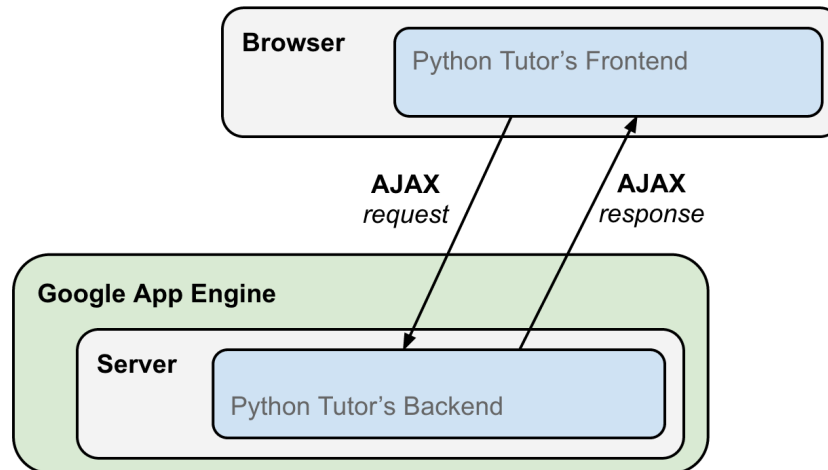 Browser
Python Tutor’s Frontend
AJAX
request
AJAX
response
Google App Engine
Server
Python Tutor’s Backend